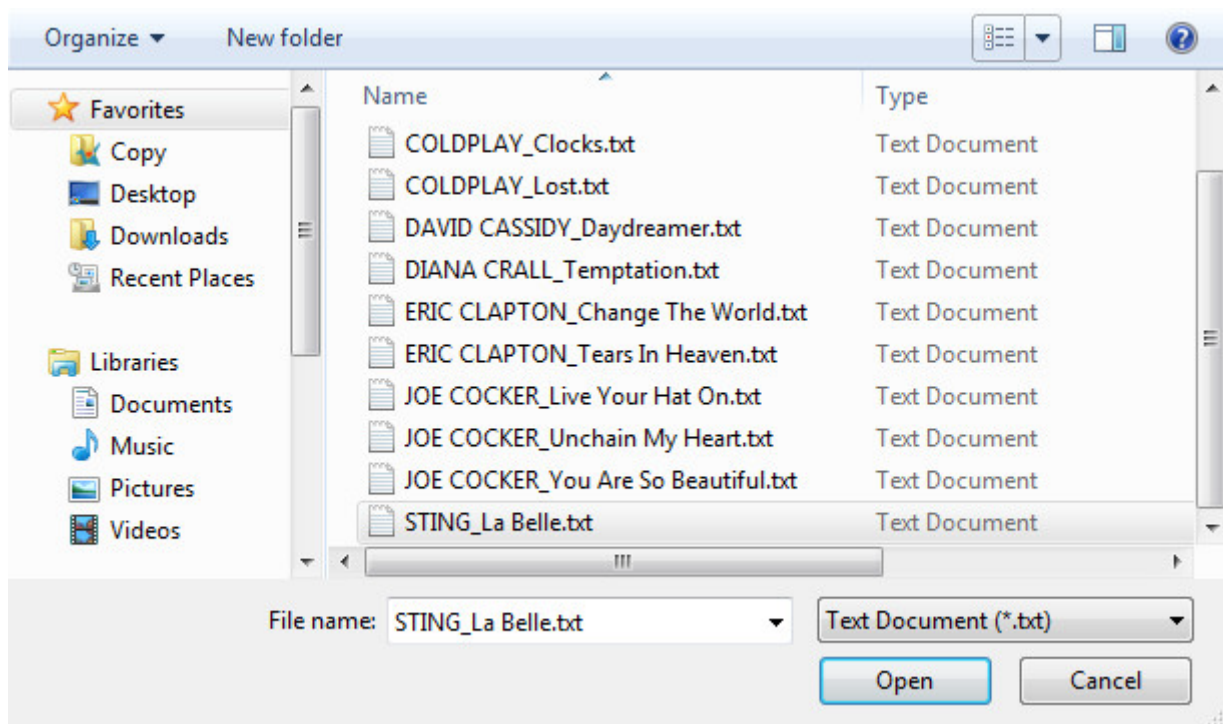 Organize New folder
Name Type
Favorites
Copy
Desktop
Downloads
Recent Places
Libraries
Documents
Music
Pictures
Videos
COLDPLAY_Clocks.txt Text Document
COLDPLAY_Lost.txt Text Document
DAVID CASSIDY_Daydreamer.txt Text Document
DIANA CRALL_Temptation.txt Text Document
ERIC CLAPTON_Change The World.txt Text Document
ERIC CLAPTON_Tears In Heaven.txt Text Document
JOE COCKER_Live Your Hat On.txt Text Document
JOE COCKER_Unchain My Heart.txt Text Document
JOE COCKER_You Are So Beautiful.txt Text Document
STING_La Belle.txt Text Document
File name: STING_La Belle.txt Text Document (*.txt)
Open Cancel